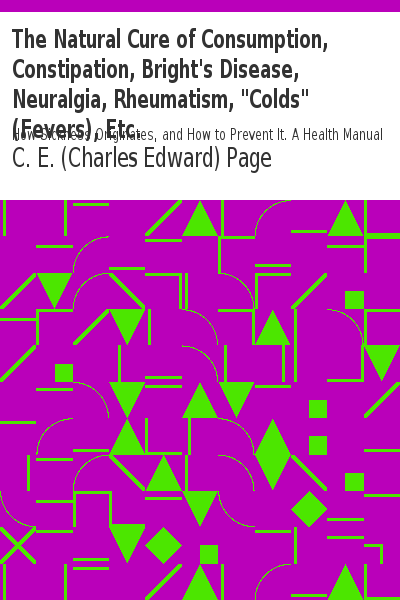 The Natural Cure of Consumption,
Constipation, Bright's Disease,
Neuralgia, Rheumatism, "Colds"
(Fevers), Etc.
How Sickness Originates, and How to Prevent It. A Health Manual
C. E. (Charles Edward) Page